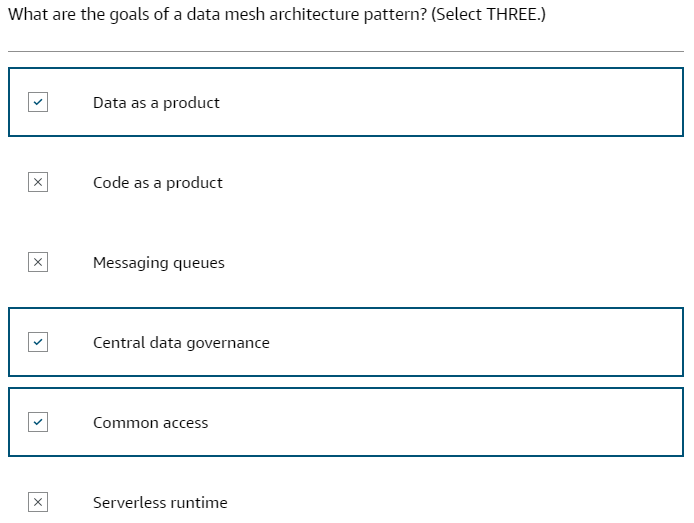 What are the goals of a data mesh architecture pattern? (Select THREE.)
Data as a product
Code as a product
Messaging queues
Central data governance
Common access
Serverless runtime